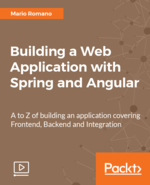 Mario Romano
Building a Web
Application with
Spring and Angular
A to Z of building an application covering
Frontend, Backend and Integration
Packt>